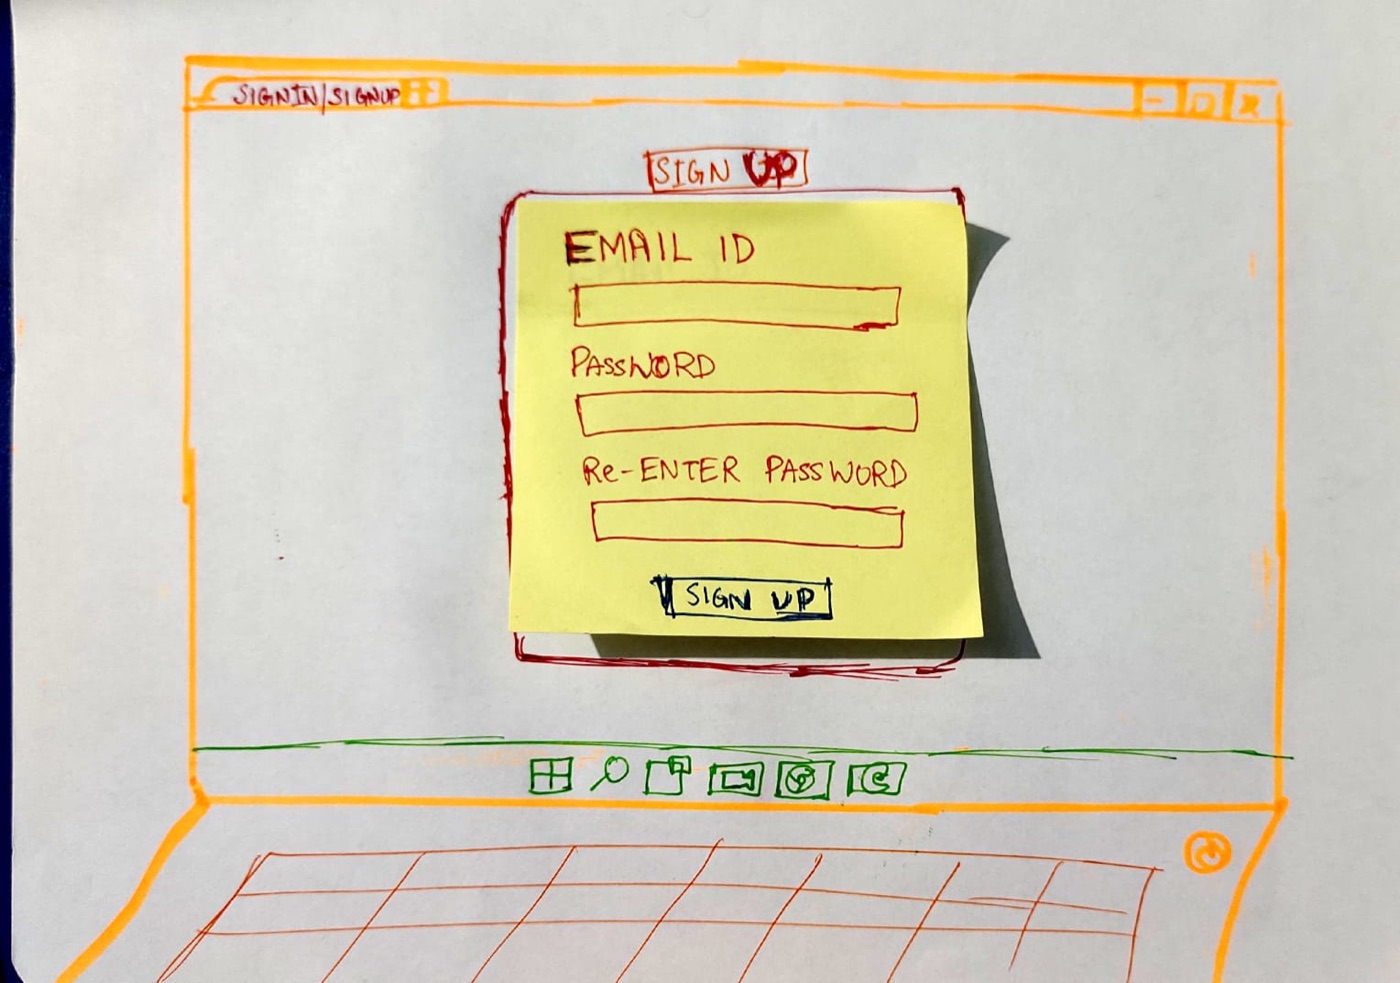 SIGNIN/SIGNUP
SIGN UP
EMAIL ID
PASSWORD
Re-ENTER PASSWORD
SIGN UP